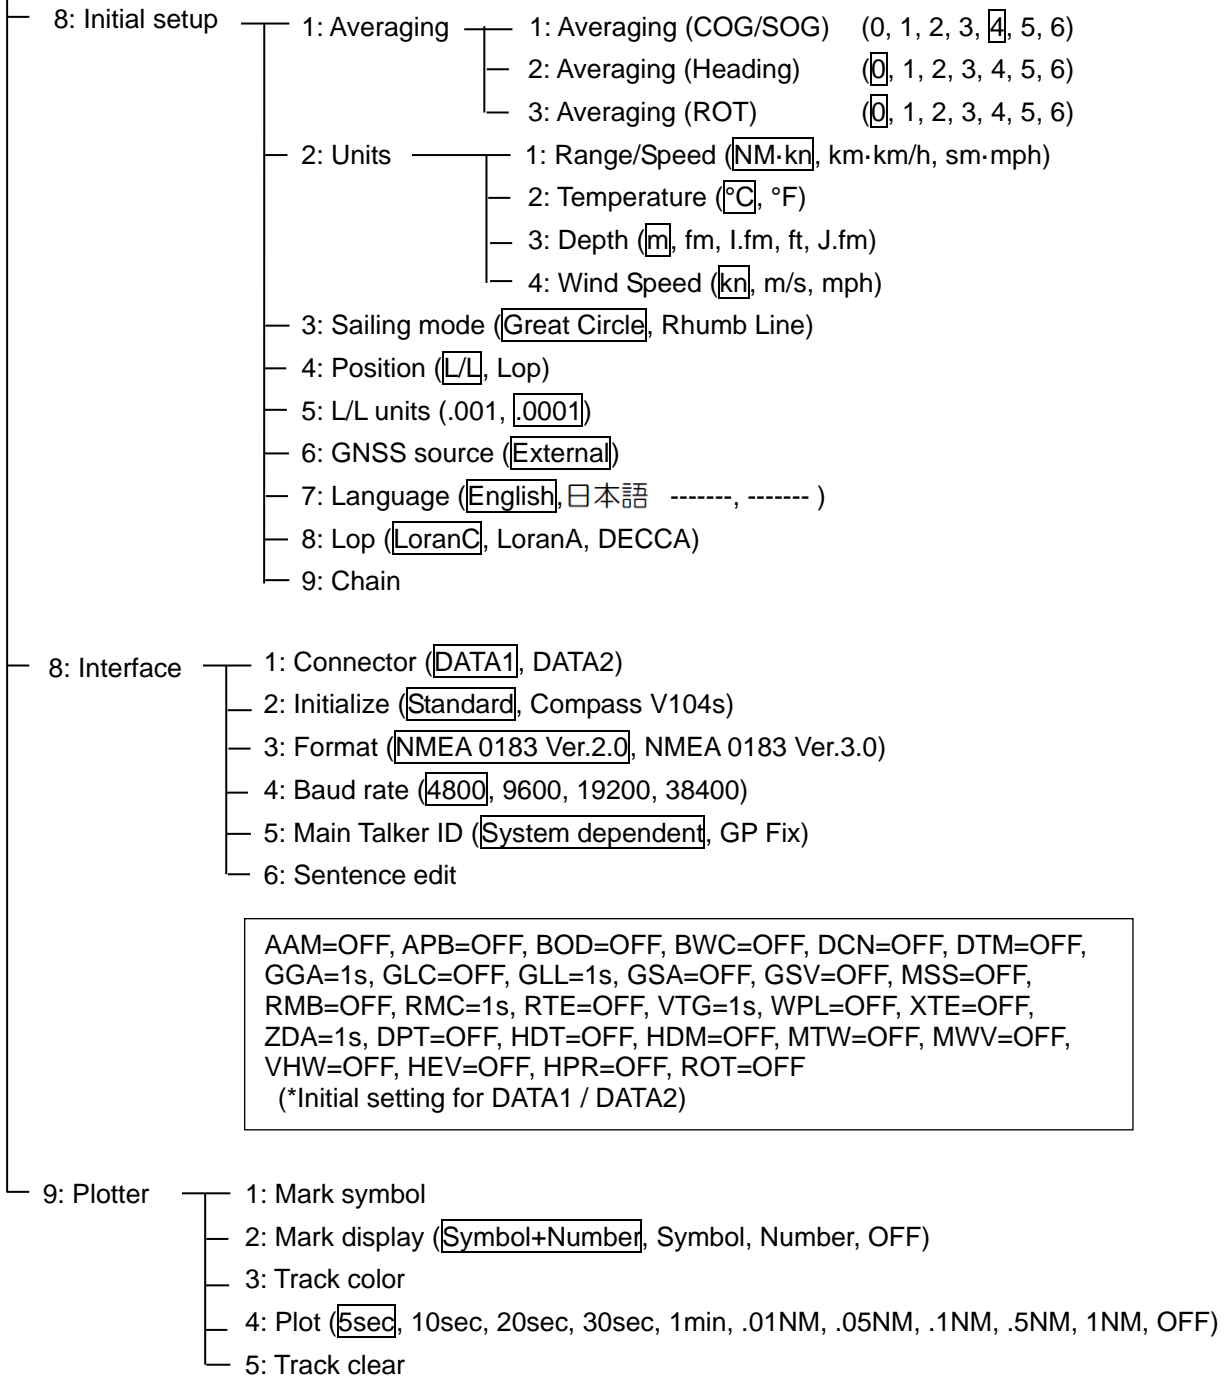 8: Initial setup
1: Averaging
1: Averaging (COG/SOG) (0, 1, 2, 3, 4, 5, 6)
2: Averaging (Heading) (0, 1, 2, 3, 4, 5, 6)
3: Averaging (ROT) (0, 1, 2, 3, 4, 5, 6)
2: Units
1: Range/Speed (NM·kn, km·km/h, sm·mph)
2: Temperature (°C, °F)
3: Depth (m, fm, I.fm, ft, J.fm)
4: Wind Speed (kn, m/s, mph)
3: Sailing mode (Great Circle, Rhumb Line)
4: Position (L/L, Lop)
5: L/L units (.001, .0001)
6: GNSS source (External)
7: Language (English, 日本語 -------, ------- )
8: Lop (LoranC, LoranA, DECCA)
9: Chain
8: Interface
1: Connector (DATA1, DATA2)
2: Initialize (Standard, Compass V104s)
3: Format (NMEA 0183 Ver.2.0, NMEA 0183 Ver.3.0)
4: Baud rate (4800, 9600, 19200, 38400)
5: Main Talker ID (System dependent, GP Fix)
6: Sentence edit
AAM=OFF, APB=OFF, BOD=OFF, BWC=OFF, DCN=OFF, DTM=OFF,
GGA=1s, GLC=OFF, GLL=1s, GSA=OFF, GSV=OFF, MSS=OFF,
RMB=OFF, RMC=1s, RTE=OFF, VTG=1s, WPL=OFF, XTE=OFF,
ZDA=1s, DPT=OFF, HDT=OFF, HDM=OFF, MTW=OFF, MWV=OFF,
VHW=OFF, HEV=OFF, HPR=OFF, ROT=OFF
(*Initial setting for DATA1 / DATA2)
9: Plotter
1: Mark symbol
2: Mark display (Symbol+Number, Symbol, Number, OFF)
3: Track color
4: Plot (5sec, 10sec, 20sec, 30sec, 1min, .01NM, .05NM, .1NM, .5NM, 1NM, OFF)
5: Track clear